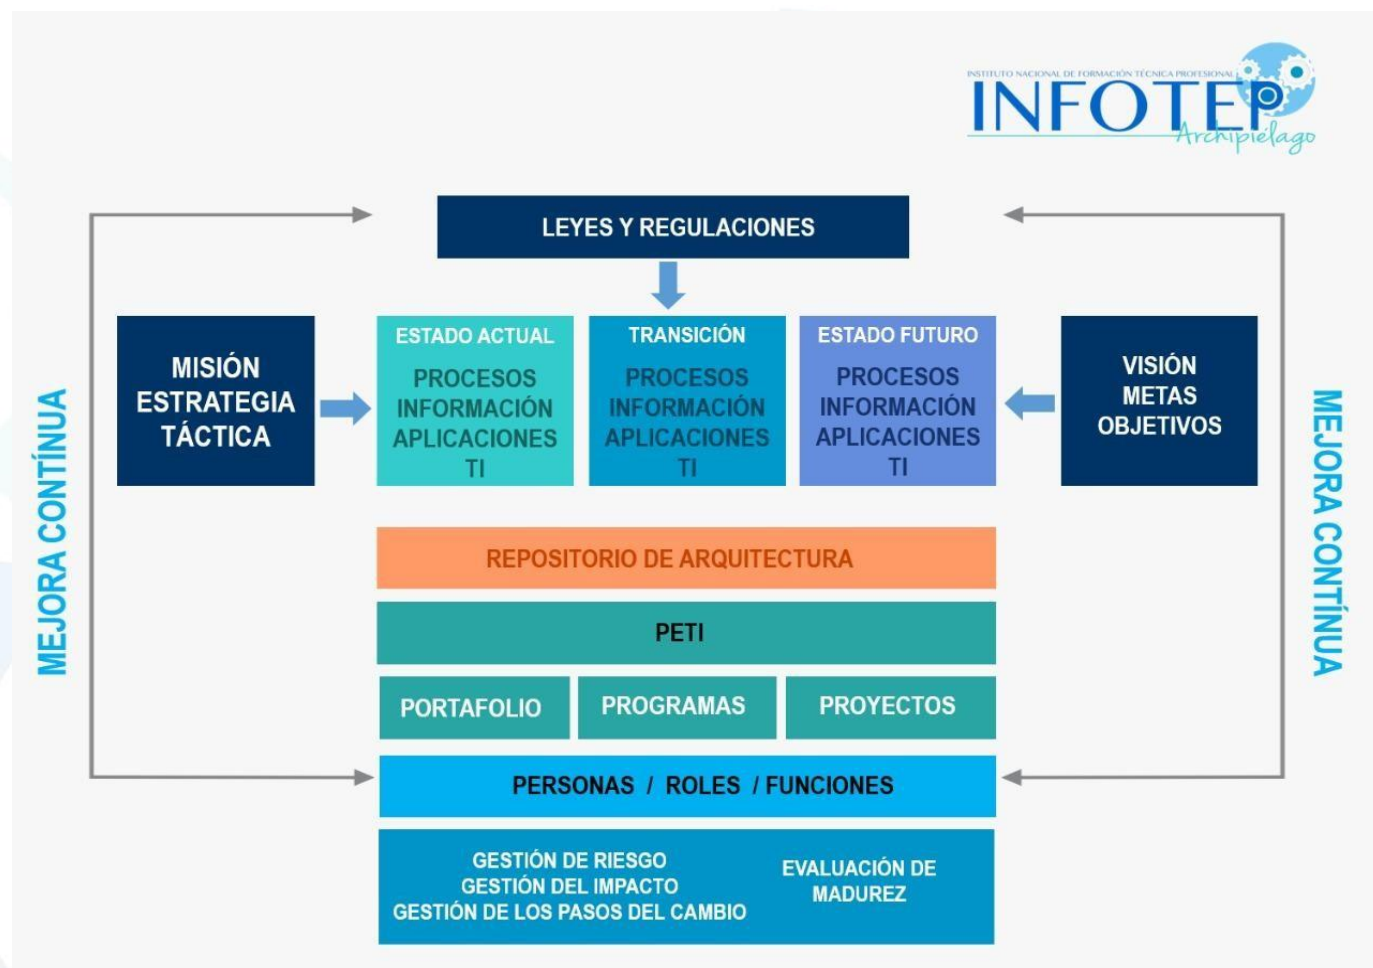 INSTITUTO NACIONAL DE FORMACIÓN TÉCNICA PROFESIONAL
INFOTEP
Archipiélago
LEYES Y REGULACIONES
MISIÓN
ESTRATEGIA
TÁCTICA
ESTADO ACTUAL
PROCESOS
INFORMACIÓN
APLICACIONES
TI
TRANSICIÓN
PROCESOS
INFORMACIÓN
APLICACIONES
TI
ESTADO FUTURO
PROCESOS
INFORMACIÓN
APLICACIONES
TI
VISIÓN
METAS
OBJETIVOS
MEJORA CONTÍNUA
MEJORA CONTÍNUA
REPOSITORIO DE ARQUITECTURA
PETI
PORTAFOLIO
PROGRAMAS
PROYECTOS
PERSONAS / ROLES / FUNCIONES
GESTIÓN DE RIESGO
GESTIÓN DEL IMPACTO
GESTIÓN DE LOS PASOS DEL CAMBIO
EVALUACIÓN DE
MADUREZ